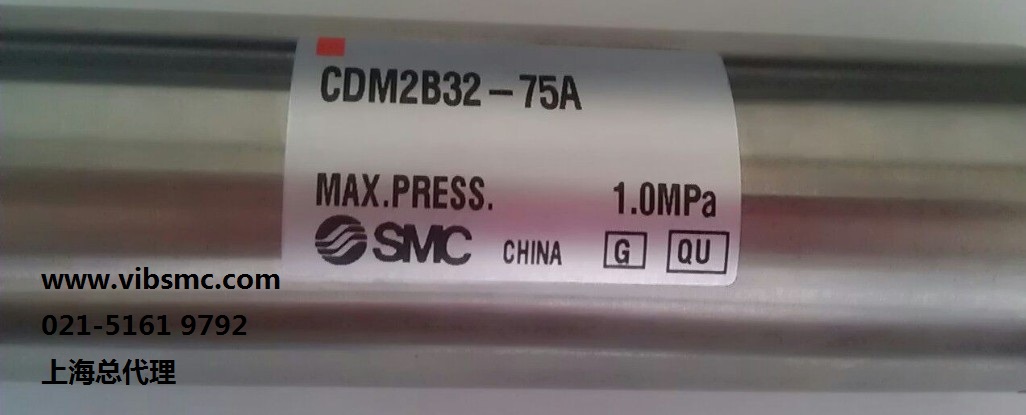 CDM2B32-75A
MAX.PRESS. 1.0MPa
SMC CHINA G QU
www.vibsmc.com
021-5161 9792
上海总代理